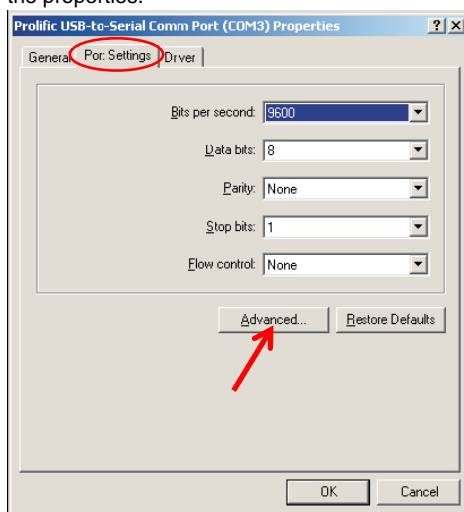 the properties.
Prolific USB-to-Serial Comm Port (COM3) Properties
General Port Settings Driver
Bits per second: 9600
Data bits: 8
Parity: None
Stop bits: 1
Flow control: None
Advanced... Restore Defaults
OK Cancel